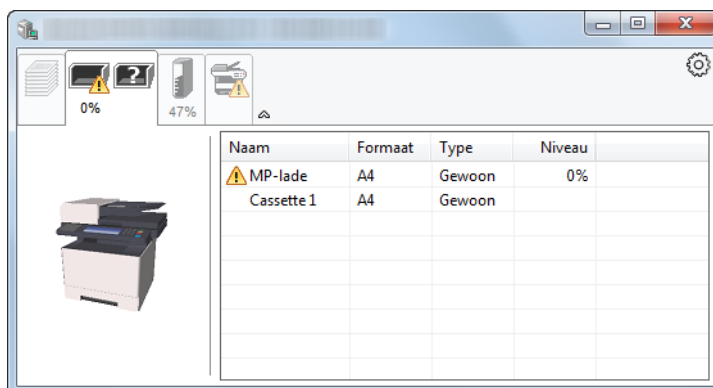 0%
47%
Naam Formaat Type Niveau
MP-lade A4 Gewoon 0%
Cassette 1 A4 Gewoon